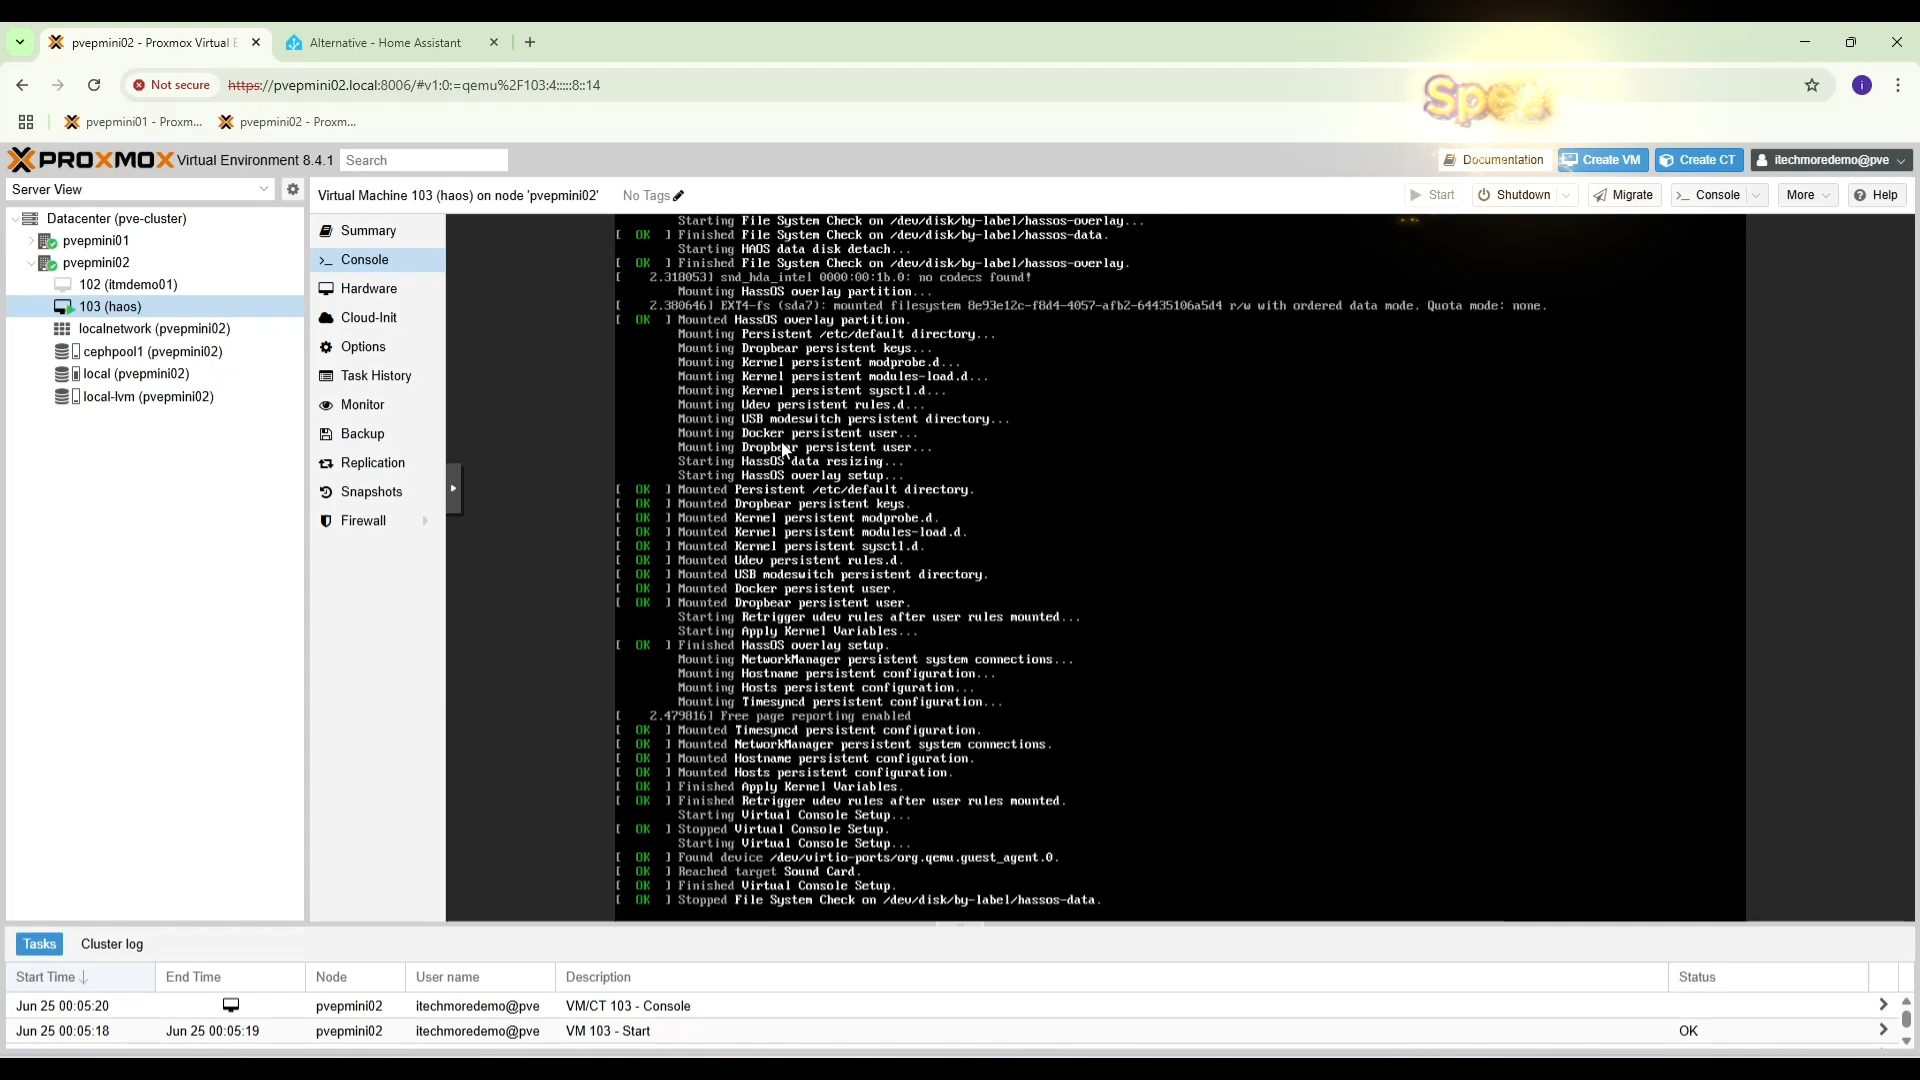 pvepmini02 - Proxmox Virtual E
Alternative - Home Assistant
Not secure
https://pvepmini02.local:8006/#v1:0:=qemu%2F103:4:::::8::14
Spe
i
pvepmini01 - Proxm...
pvepmini02 - Proxm...
PROXMOX Virtual Environment 8.4.1
Search
Documentation
Create VM
Create CT
itechmoredemo@pve
Server View
Virtual Machine 103 (haos) on node 'pvepmini02'
No Tags
Start
Shutdown
Migrate
Console
More
Help
Datacenter (pve-cluster)
pvepmini01
pvepmini02
102 (itmdemo01)
103 (haos)
localnetwork (pvepmini02)
cephpool1 (pvepmini02)
local (pvepmini02)
local-lvm (pvepmini02)
Summary
Console
Hardware
Cloud-Init
Options
Task History
Monitor
Backup
Replication
Snapshots
Firewall
Starting File System Check on /dev/disk/by-label/hassos-overlay...
[ OK ] Finished File System Check on /dev/disk/by-label/hassos-data.
Starting HAOS data disk detach...
[ OK ] Finished File System Check on /dev/disk/by-label/hassos-overlay.
[ 2.318053] snd_hda_intel 0000:00:1b.0: no codecs found!
Mounting HassOS overlay partition...
[ 2.380646] EXT4-fs (sda7): mounted filesystem 8e93e12c-f8d4-4057-afb2-64435106a5d4 r/w with ordered data mode. Quota mode: none.
[ OK ] Mounted HassOS overlay partition.
Mounting Persistent /etc/default directory...
Mounting Dropbear persistent keys...
Mounting Kernel persistent modprobe.d...
Mounting Kernel persistent modules-load.d...
Mounting Kernel persistent sysctl.d...
Mounting Udev persistent rules.d...
Mounting USB modeswitch persistent directory...
Mounting Docker persistent user...
Mounting Dropbear persistent user...
Starting HassOS data resizing...
Starting HassOS overlay setup...
[ OK ] Mounted Persistent /etc/default directory.
[ OK ] Mounted Dropbear persistent keys.
[ OK ] Mounted Kernel persistent modprobe.d.
[ OK ] Mounted Kernel persistent modules-load.d.
[ OK ] Mounted Kernel persistent sysctl.d.
[ OK ] Mounted Udev persistent rules.d.
[ OK ] Mounted USB modeswitch persistent directory.
[ OK ] Mounted Docker persistent user.
[ OK ] Mounted Dropbear persistent user.
Starting Retrigger udev rules after user rules mounted...
Starting Apply Kernel Variables...
[ OK ] Finished HassOS overlay setup.
Mounting NetworkManager persistent system connections...
Mounting Hostname persistent configuration...
Mounting Hosts persistent configuration...
Mounting Timesyncd persistent configuration...
[ 2.479816] Free page reporting enabled
[ OK ] Mounted Timesyncd persistent configuration.
[ OK ] Mounted NetworkManager persistent system connections.
[ OK ] Mounted Hostname persistent configuration.
[ OK ] Mounted Hosts persistent configuration.
[ OK ] Finished Apply Kernel Variables.
[ OK ] Finished Retrigger udev rules after user rules mounted.
Starting Virtual Console Setup...
[ OK ] Stopped Virtual Console Setup.
Starting Virtual Console Setup...
[ OK ] Found device /dev/virtio-ports/org.qemu.guest_agent.0.
[ OK ] Reached target Sound Card.
[ OK ] Finished Virtual Console Setup.
[ OK ] Stopped File System Check on /dev/disk/by-label/hassos-data.
Tasks
Cluster log
Start Time
End Time
Node
User name
Description
Status
Jun 25 00:05:20
pvepmini02
itechmoredemo@pve
VM/CT 103 - Console
Jun 25 00:05:18
Jun 25 00:05:19
pvepmini02
itechmoredemo@pve
VM 103 - Start
OK